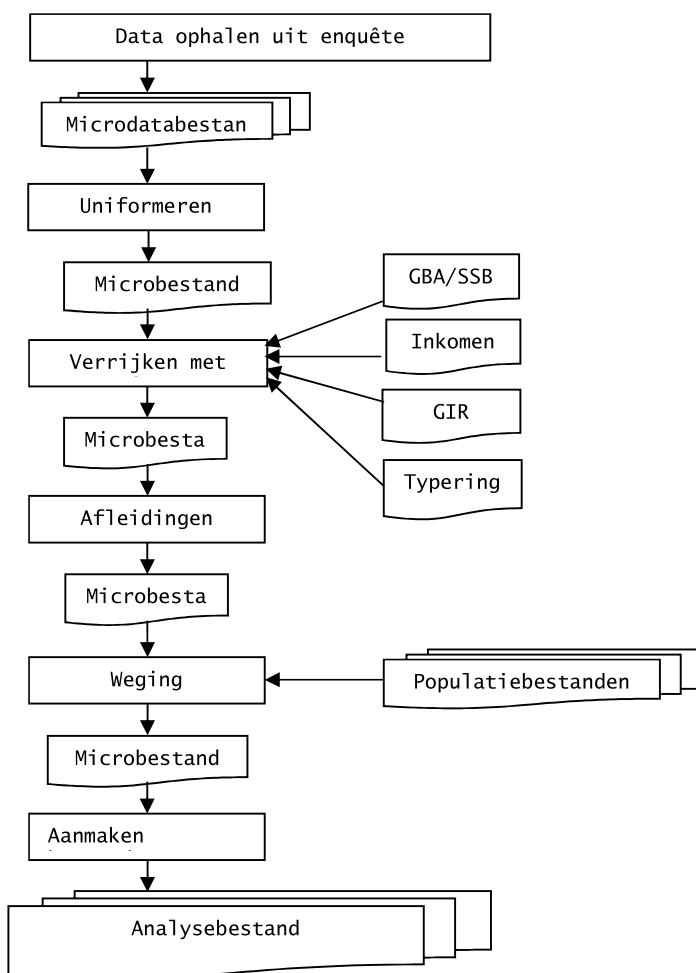 Data ophalen uit enquête
Microdatabestan
Uniformeren
Microbestand
GBA/SSB
Inkomen
Verrijken met
GIR
Microbesta
Typering
Afleidingen
Microbesta
Weging
Populatiebestanden
Microbestand
Aanmaken
Analysebestand